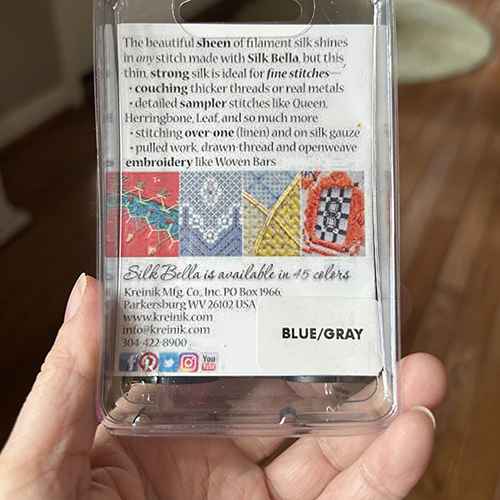 The beautiful sheen of filament silk shines
in any stitch made with Silk Bella, but this
thin, strong silk is ideal for fine stitches—
• couching thicker threads or real metals
• detailed sampler stitches like Queen,
Herringbone, Leaf, and so much more
• stitching over-one (linen) and on silk gauze
• pulled work, drawn-thread and openweave
embroidery like Woven Bars
Silk Bella is available in 45 colors
Kreinik Mfg. Co., Inc. PO Box 1966,
Parkersburg WV 26102 USA
www.kreinik.com
info@kreinik.com
304-422-8900
BLUE/GRAY
You Tube